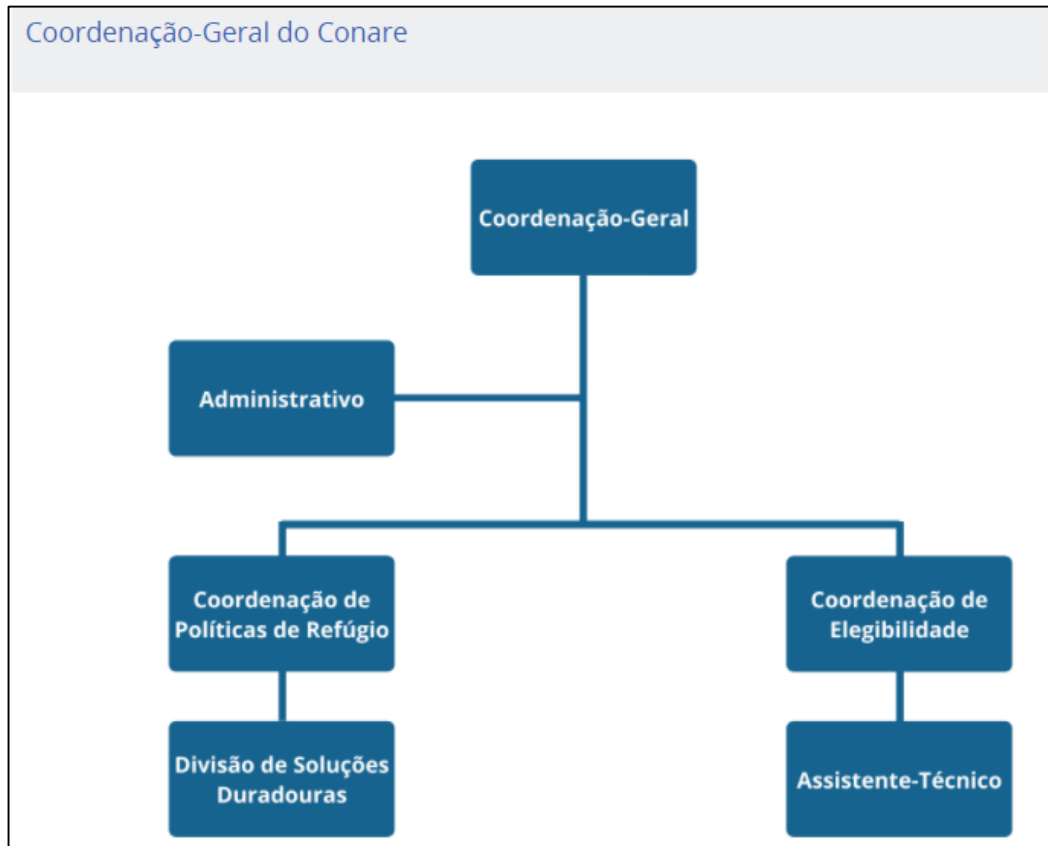 Coordenação-Geral do Conare
Coordenação-Geral
Administrativo
Coordenação de
Políticas de Refúgio
Coordenação de
Elegibilidade
Divisão de Soluções
Duradouras
Assistente-Técnico